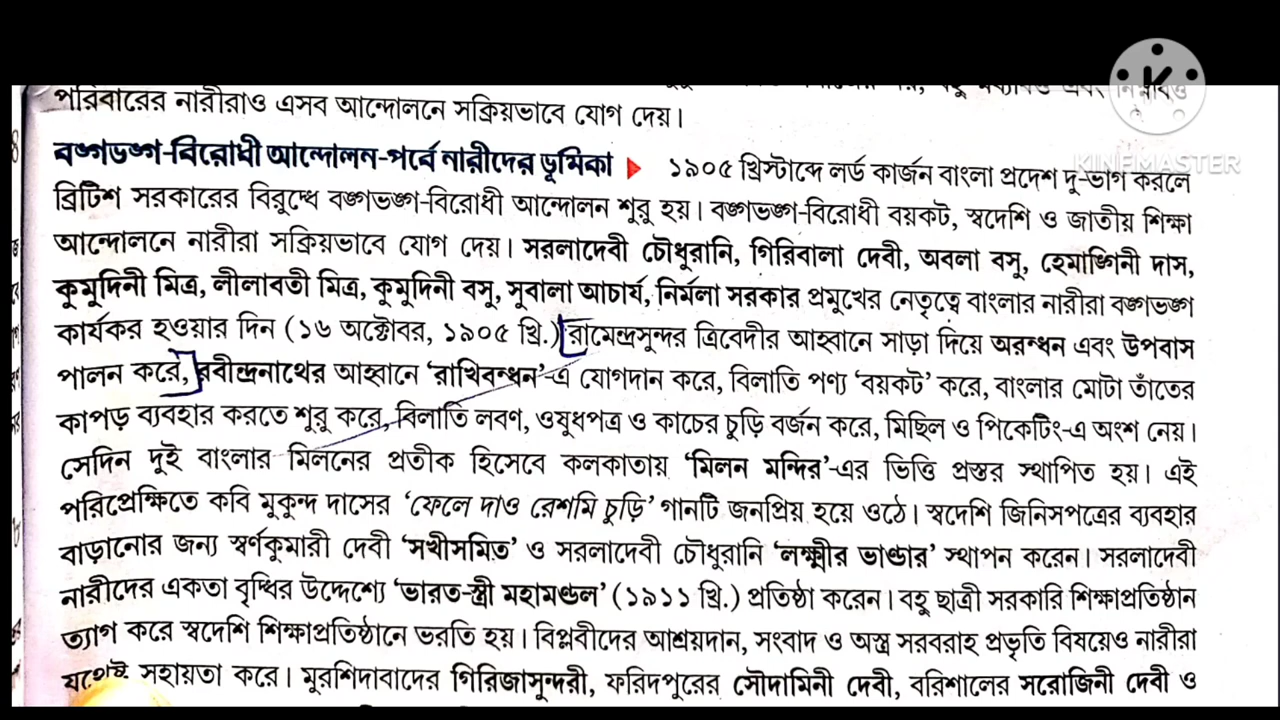 পরিবারের নারীরাও এসব আন্দোলনে সক্রিয়ভাবে যোগ দেয়।
KINEMASTER
বঙ্গভঙ্গ-বিরোধী আন্দোলন-পর্বে নারীদের ভূমিকা ▶ ১৯০৫ খ্রিস্টাব্দে লর্ড কার্জন বাংলা প্রদেশ দু-ভাগ করলে
ব্রিটিশ সরকারের বিরুদ্ধে বঙ্গভঙ্গ-বিরোধী আন্দোলন শুরু হয়। বঙ্গভঙ্গ-বিরোধী বয়কট, স্বদেশি ও জাতীয় শিক্ষা
আন্দোলনে নারীরা সক্রিয়ভাবে যোগ দেয়। সরলাদেবী চৌধুরানি, গিরিবালা দেবী, অবলা বসু, হেমাঙ্গিনী দাস,
কুমুদিনী মিত্র, লীলাবতী মিত্র, কুমুদিনী বসু, সুবালা আচার্য, নির্মলা সরকার প্রমুখের নেতৃত্বে বাংলার নারীরা বঙ্গভঙ্গ
কার্যকর হওয়ার দিন (১৬ অক্টোবর, ১৯০৫ খ্রি.) রামেন্দ্রসুন্দর ত্রিবেদীর আহ্বানে সাড়া দিয়ে অরন্ধন এবং উপবাস
পালন করে, রবীন্দ্রনাথের আহ্বানে ‘রাখিবন্ধন’-এ যোগদান করে, বিলাতি পণ্য ‘বয়কট’ করে, বাংলার মোটা তাঁতের
কাপড় ব্যবহার করতে শুরু করে, বিলাতি লবণ, ওষুধপত্র ও কাচের চুড়ি বর্জন করে, মিছিল ও পিকেটিং-এ অংশ নেয়।
সেদিন দুই বাংলার মিলনের প্রতীক হিসেবে কলকাতায় ‘মিলন মন্দির’-এর ভিত্তি প্রস্তর স্থাপিত হয়। এই
পরিপ্রেক্ষিতে কবি মুকুন্দ দাসের ‘ফেলে দাও রেশমি চুড়ি’ গানটি জনপ্রিয় হয়ে ওঠে। স্বদেশি জিনিসপত্রের ব্যবহার
বাড়ানোর জন্য স্বর্ণকুমারী দেবী ‘সখীসমিত’ ও সরলাদেবী চৌধুরানি ‘লক্ষ্মীর ভাণ্ডার’ স্থাপন করেন। সরলাদেবী
নারীদের একতা বৃদ্ধির উদ্দেশ্যে ‘ভারত-স্ত্রী মহামণ্ডল’ (১৯১১ খ্রি.) প্রতিষ্ঠা করেন। বহু ছাত্রী সরকারি শিক্ষাপ্রতিষ্ঠান
ত্যাগ করে স্বদেশি শিক্ষাপ্রতিষ্ঠানে ভরতি হয়। বিপ্লবীদের আশ্রয়দান, সংবাদ ও অস্ত্র সরবরাহ প্রভৃতি বিষয়েও নারীরা
যথেষ্ট সহায়তা করে। মুরশিদাবাদের গিরিজাসুন্দরী, ফরিদপুরের সৌদামিনী দেবী, বরিশালের সরোজিনী দেবী ও